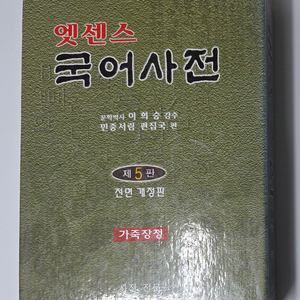 엣센스
국어사전
문학박사 이 희 승 감수
민중서림 편집국 편
제 5 판
전면 개정판
가죽장정